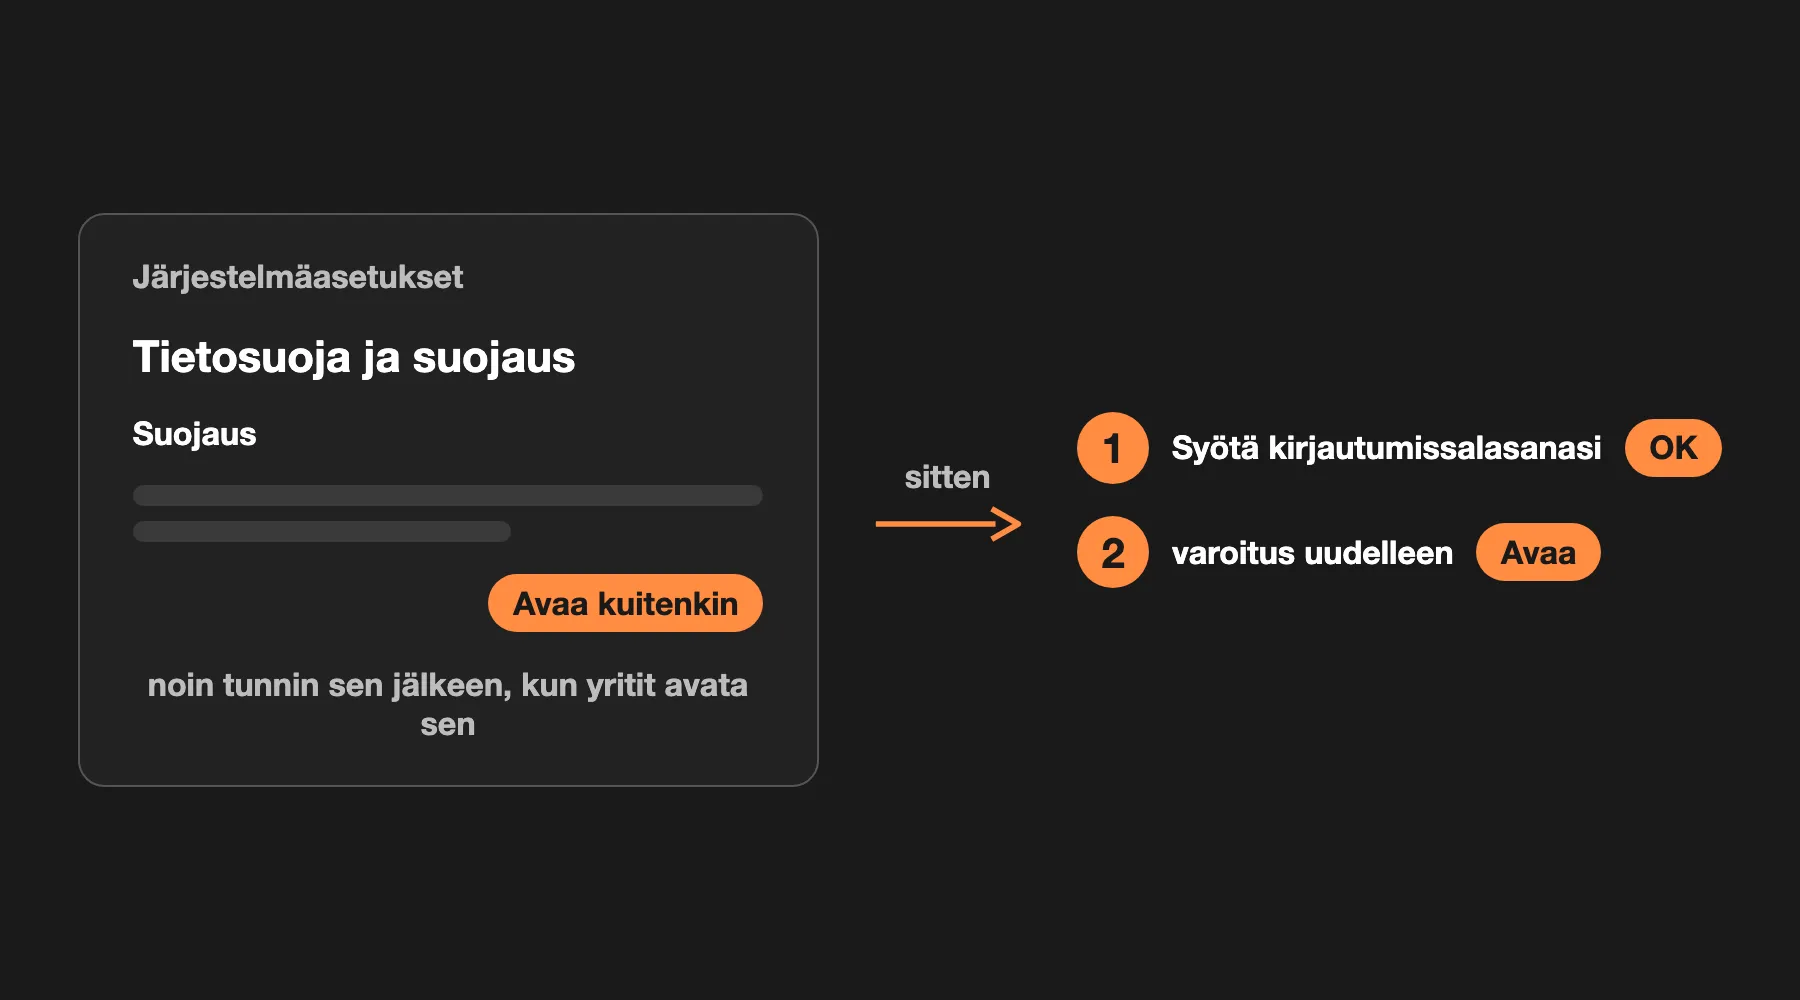 Järjestelmäasetukset
Tietosuoja ja suojaus
Suojaus
Avaa kuitenkin
noin tunnin sen jälkeen, kun yritit avata
sen
sitten
1 Syötä kirjautumissalasanasi OK
2 varoitus uudelleen Avaa